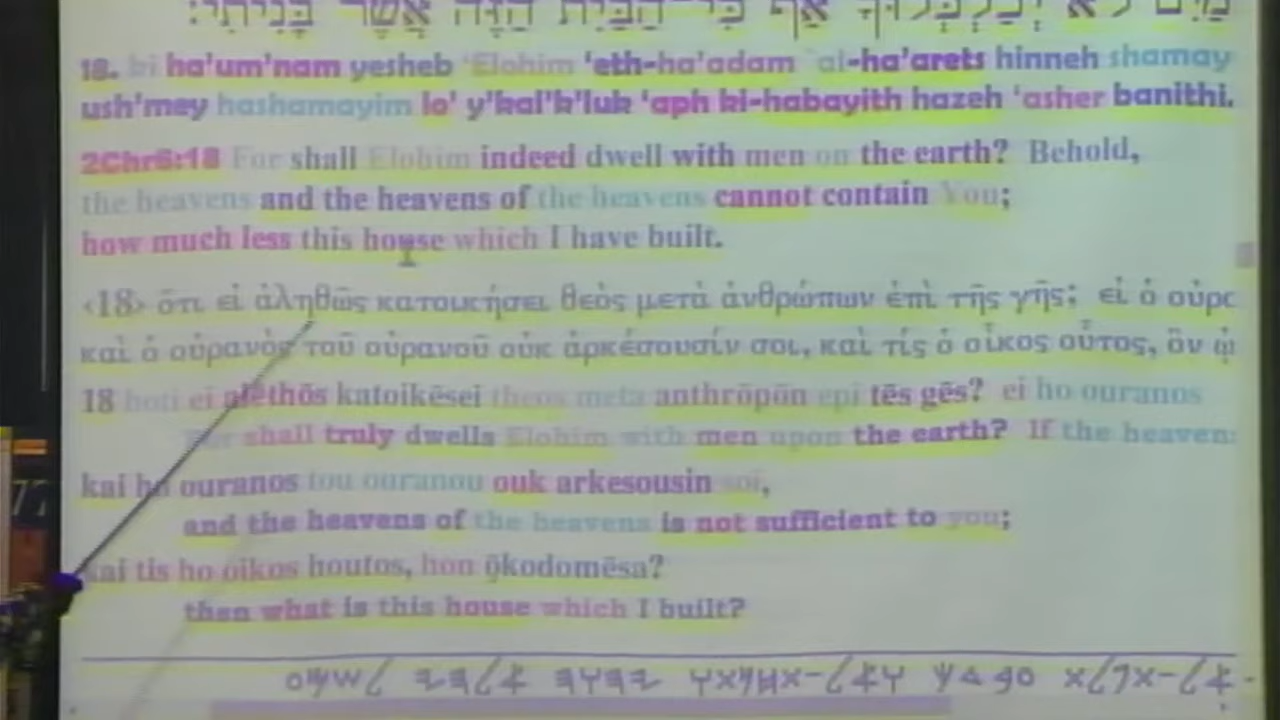 מַיִם לֹא יְכַלְכְּלוּךָ אַף כִּי־הַבַּיִת הַזֶּה אֲשֶׁר בָּנִיתִי׃
18. ki ha'um'nam yesheb 'Elohim 'eth-ha'adam `al-ha'arets hinneh shamay
ush'mey hashamayim lo' y'kal'k'luk 'aph ki-habayith hazeh 'asher banithi.
2Chr6:18 For shall Elohim indeed dwell with men on the earth? Behold,
the heavens and the heavens of the heavens cannot contain You;
how much less this house which I have built.
‹18› ὅτι εἰ ἀληθῶς κατοικήσει θεὸς μετὰ ἀνθρώπων ἐπὶ τῆς γῆς; εἰ ὁ οὐρα
καὶ ὁ οὐρανὸς τοῦ οὐρανοῦ οὐκ ἀρκέσουσίν σοι, καὶ τίς ὁ οἶκος οὗτος, ὃν ᾠ
18 hoti ei alēthōs katoikēsei theos meta anthrōpōn epi tēs gēs? ei ho ouranos
For shall truly dwells Elohim with men upon the earth? If the heavens
kai ho ouranos tou ouranou ouk arkesousin soi,
and the heavens of the heavens is not sufficient to you;
kai tis ho oikos houtos, hon ō̧kodomēsa?
then what is this house which I built?